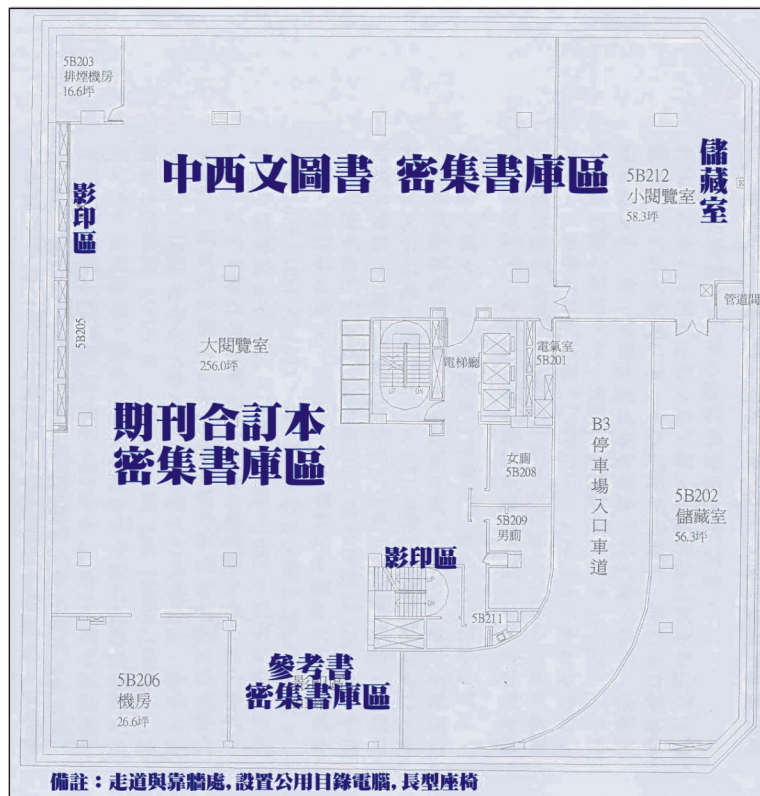 5B203
排煙機房
16.6坪
中西文圖書 密集書庫區
5B212
小閱覽室
58.3坪
儲藏室
影印區
管道間
5B205
大閱覽室
256.0坪
電梯廳
電氣室
5B201
UP
DN
期刊合訂本
密集書庫區
B3停車場入口車道
女廁
5B208
5B202
儲藏室
56.3坪
5B209
男廁
影印區
UP
DN
5B211
參考書
密集書庫區
5B206
機房
26.6坪
備註：走道與靠牆處, 設置公用目錄電腦, 長型座椅